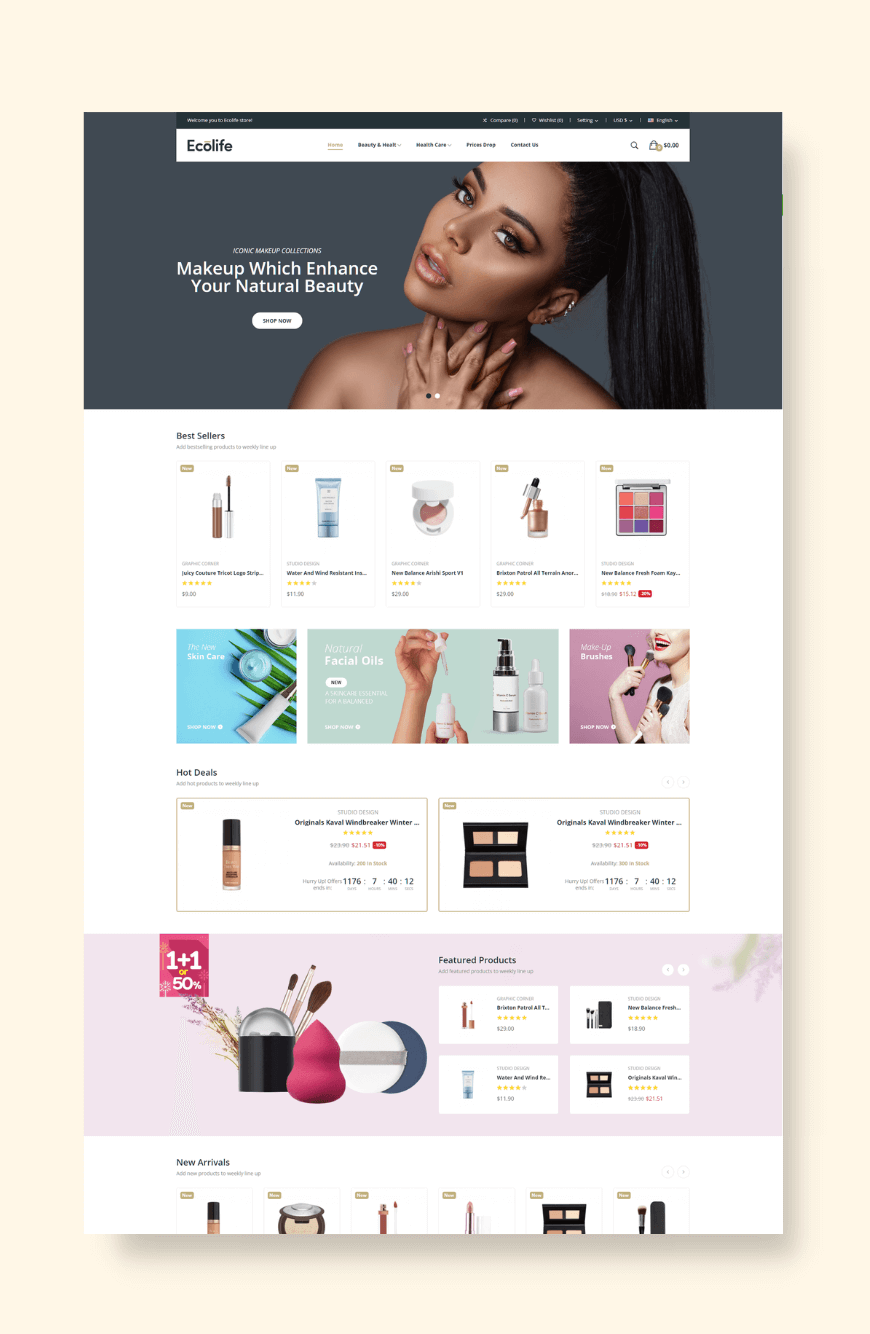 Welcome you to Ecolife store!
Compare (0) | Wishlist (0) | Setting | USD $ | English
Ecolife
Home Beauty & Healt Health Care Prices Drop Contact Us
0 $0.00
ICONIC MAKEUP COLLECTIONS
Makeup Which Enhance
Your Natural Beauty
SHOP NOW
Best Sellers
Add bestselling products to weekly line up
New New New New New
GRAPHIC CORNER STUDIO DESIGN GRAPHIC CORNER GRAPHIC CORNER STUDIO DESIGN
Juicy Couture Tricot Logo Strip... Water And Wind Resistant Ins... New Balance Arishi Sport V1 Brixton Patrol All Terrain Anor... New Balance Fresh Foam Kay...
$9.00 $11.90 $29.00 $29.00 $18.90 $15.12 -20%
The New
Skin Care
SHOP NOW
Natural
Facial Oils
NEW
A SKINCARE ESSENTIAL
FOR A BALANCED
SHOP NOW
Make-Up
Brushes
SHOP NOW
Hot Deals
Add hot products to weekly line up
New
STUDIO DESIGN
Originals Kaval Windbreaker Winter ...
$23.90 $21.51 -10%
Availability: 200 In Stock
Hurry Up! Offers ends in: 1176 : 7 : 40 : 12
DAYS HOURS MINS SECS
New
STUDIO DESIGN
Originals Kaval Windbreaker Winter ...
$23.90 $21.51 -10%
Availability: 300 In Stock
Hurry Up! Offers ends in: 1176 : 7 : 40 : 12
DAYS HOURS MINS SECS
1+1
or
50%
Featured Products
Add featured products to weekly line up
GRAPHIC CORNER
Brixton Patrol All T...
$29.00
STUDIO DESIGN
New Balance Fresh...
$18.90
STUDIO DESIGN
Water And Wind Re...
$11.90
STUDIO DESIGN
Originals Kaval Win...
$23.90 $21.51
New Arrivals
Add new products to weekly line up
New New New New New New